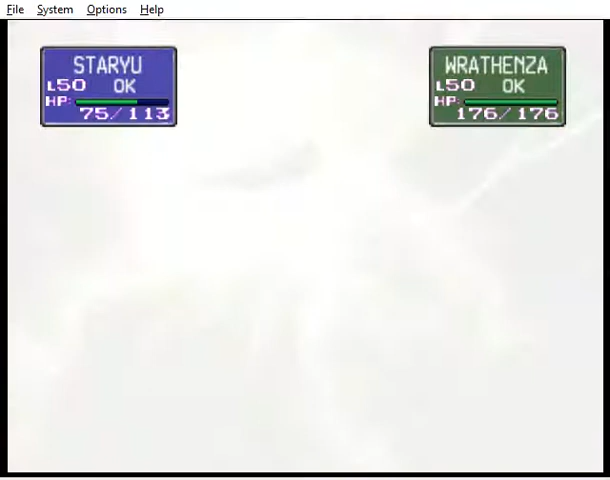 File System Options Help
STARYU
L50 OK
HP:
75/113
WRATHENZA
L50 OK
HP:
176/176